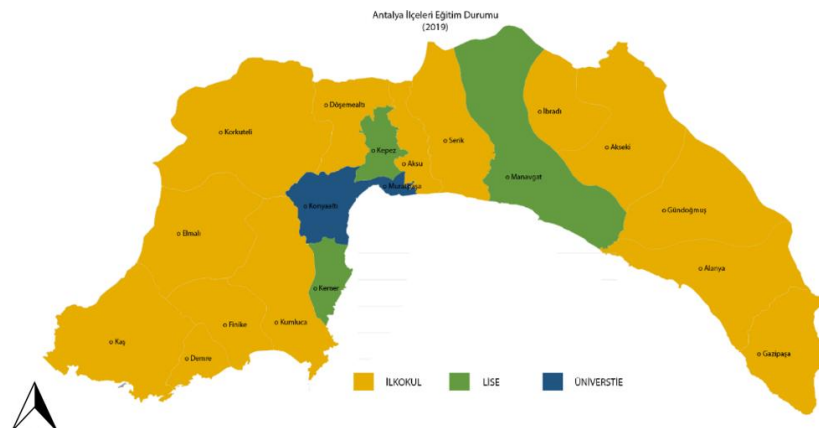 Antalya İlçeleri Eğitim Durumu
(2019)
Döşemealtı
İbradı
Korkuteli
Serik
Kepez
Akseki
Aksu
Manavgat
Muratpaşa
Konyaaltı
Gündoğmuş
Elmalı
Alanya
Kemer
Kumluca
Finike
Kaş
Gazipaşa
Demre
İLKOKUL
LİSE
ÜNİVERSTİE